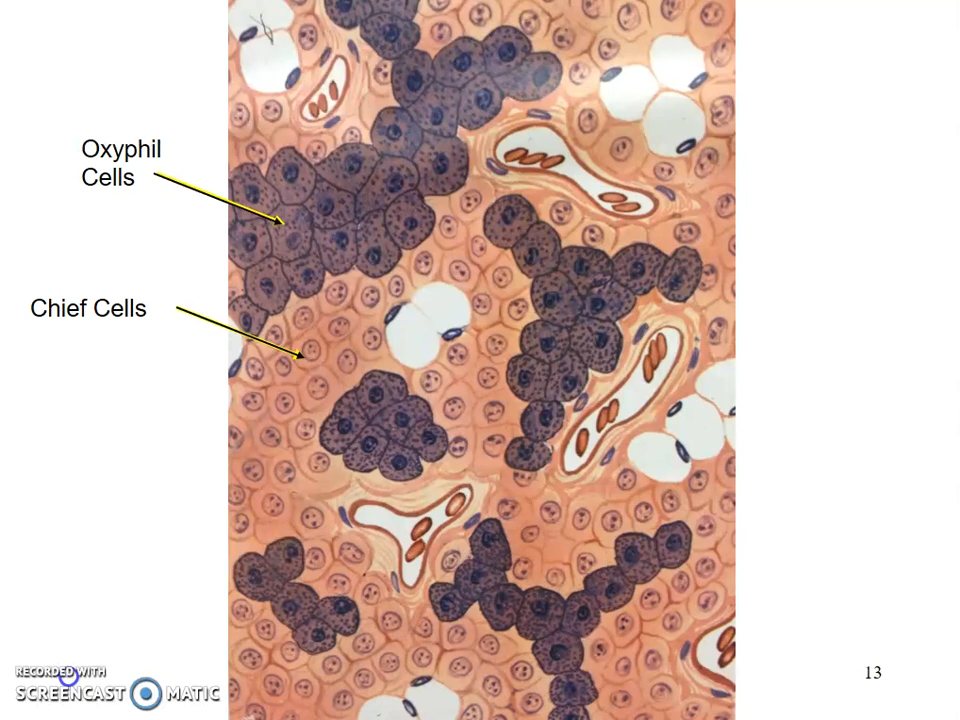 Oxyphil
Cells
Chief Cells
13
RECORDED WITH
SCREENCAST MATIC